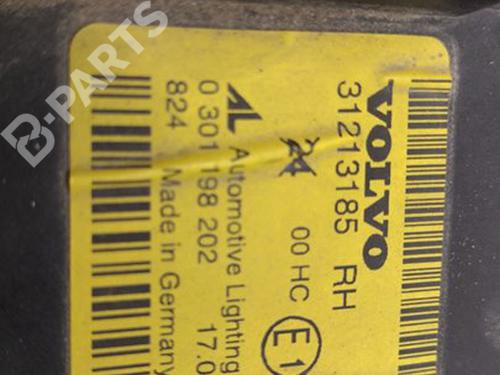 VOLVO
31213185 RH
24 00 HC E1
AL Automotive Lighting
0 301 198 202 17.0
824 Made in Germany